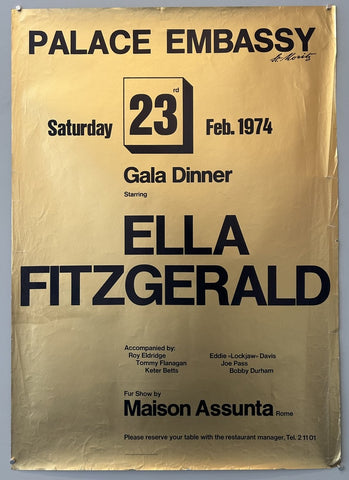 PALACE EMBASSY
St. Moritz
Saturday 23rd Feb. 1974
Gala Dinner
Starring
ELLA
FITZGERALD
Accompanied by:
Roy Eldridge Eddie «Lockjaw» Davis
Tommy Flanagan Joe Pass
Keter Betts Bobby Durham
Fur Show by
Maison Assunta Rome
Please reserve your table with the restaurant manager, Tel. 2 11 01